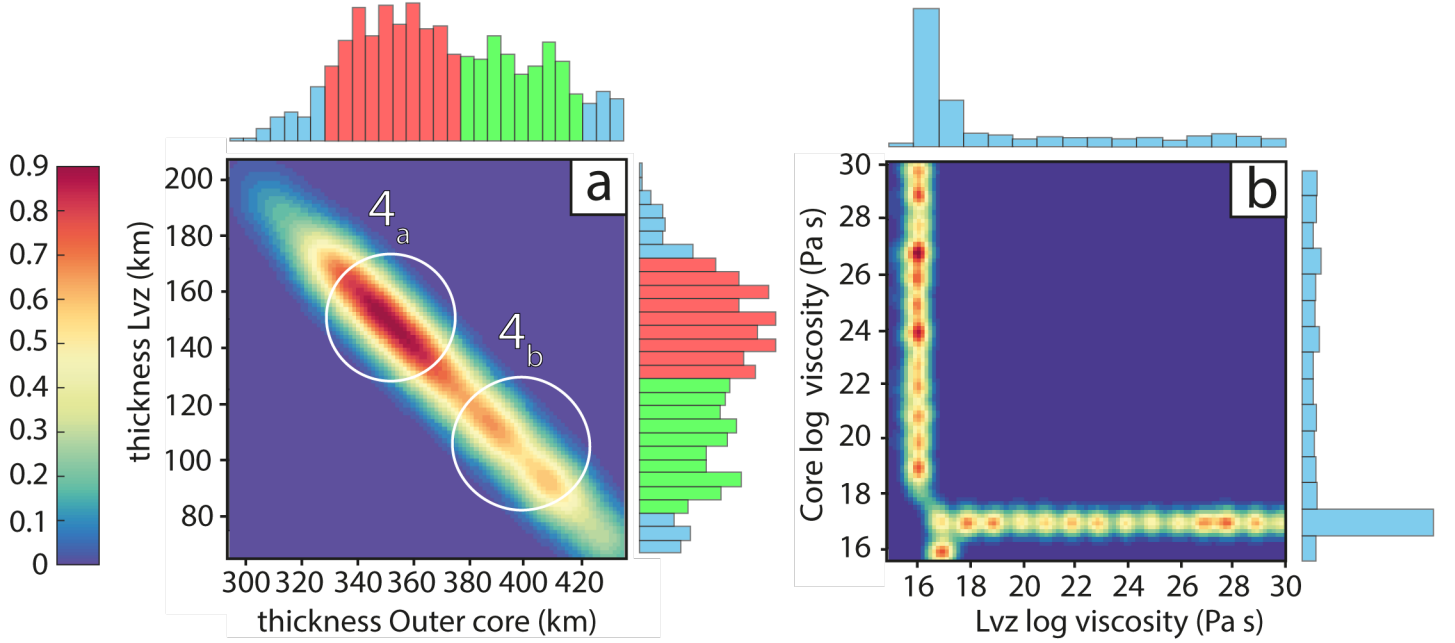 0.9
0.8
0.7
0.6
0.5
0.4
0.3
0.2
0.1
0
a
4a
4b
200
180
160
140
120
100
80
thickness Lvz (km)
300 320 340 360 380 400 420
thickness Outer core (km)
b
30
28
26
24
22
20
18
16
Core log viscosity (Pa s)
16 18 20 22 24 26 28 30
Lvz log viscosity (Pa s)